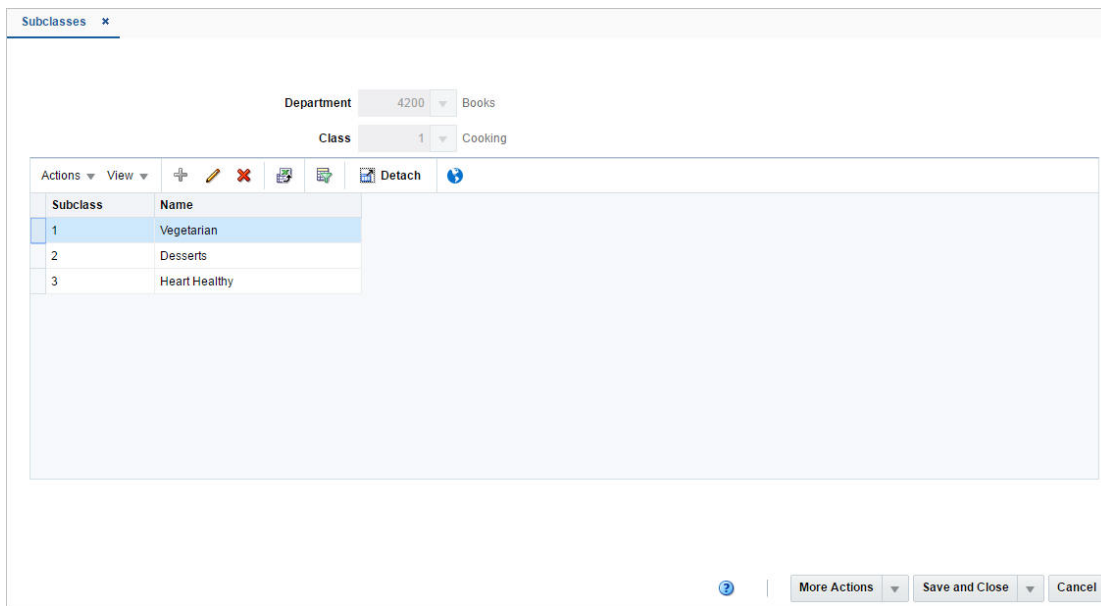 Subclasses
Department 4200 Books
Class 1 Cooking
Actions View Detach
Subclass Name
1 Vegetarian
2 Desserts
3 Heart Healthy
? More Actions Save and Close Cancel